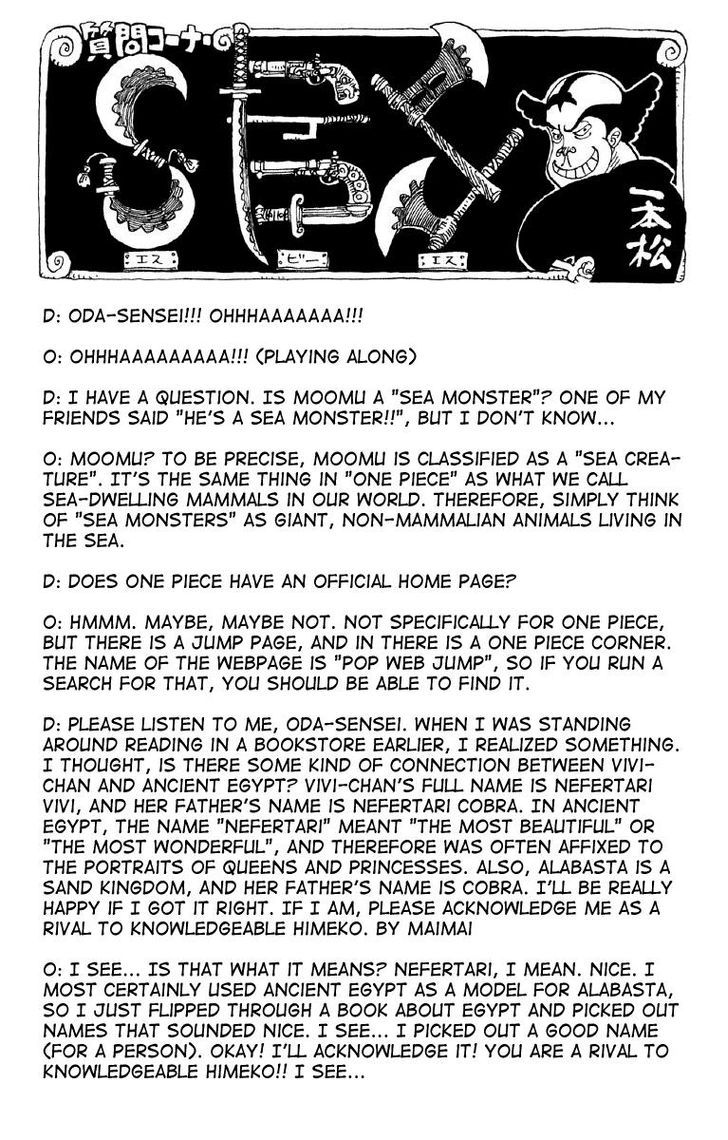 質問コーナー
SBS
エス ビー エス
一本松
D: ODA-SENSEI!!! OHHHAAAAAAA!!!
O: OHHHAAAAAAAAA!!! (PLAYING ALONG)
D: I HAVE A QUESTION. IS MOOMU A "SEA MONSTER"? ONE OF MY
FRIENDS SAID "HE'S A SEA MONSTER!!", BUT I DON'T KNOW...
O: MOOMU? TO BE PRECISE, MOOMU IS CLASSIFIED AS A "SEA CREA-
TURE". IT'S THE SAME THING IN "ONE PIECE" AS WHAT WE CALL
SEA-DWELLING MAMMALS IN OUR WORLD. THEREFORE, SIMPLY THINK
OF "SEA MONSTERS" AS GIANT, NON-MAMMALIAN ANIMALS LIVING IN
THE SEA.
D: DOES ONE PIECE HAVE AN OFFICIAL HOME PAGE?
O: HMMM. MAYBE, MAYBE NOT. NOT SPECIFICALLY FOR ONE PIECE,
BUT THERE IS A JUMP PAGE, AND IN THERE IS A ONE PIECE CORNER.
THE NAME OF THE WEBPAGE IS "POP WEB JUMP", SO IF YOU RUN A
SEARCH FOR THAT, YOU SHOULD BE ABLE TO FIND IT.
D: PLEASE LISTEN TO ME, ODA-SENSEI. WHEN I WAS STANDING
AROUND READING IN A BOOKSTORE EARLIER, I REALIZED SOMETHING.
I THOUGHT, IS THERE SOME KIND OF CONNECTION BETWEEN VIVI-
CHAN AND ANCIENT EGYPT? VIVI-CHAN'S FULL NAME IS NEFERTARI
VIVI, AND HER FATHER'S NAME IS NEFERTARI COBRA. IN ANCIENT
EGYPT, THE NAME "NEFERTARI" MEANT "THE MOST BEAUTIFUL" OR
"THE MOST WONDERFUL", AND THEREFORE WAS OFTEN AFFIXED TO
THE PORTRAITS OF QUEENS AND PRINCESSES. ALSO, ALABASTA IS A
SAND KINGDOM, AND HER FATHER'S NAME IS COBRA. I'LL BE REALLY
HAPPY IF I GOT IT RIGHT. IF I AM, PLEASE ACKNOWLEDGE ME AS A
RIVAL TO KNOWLEDGEABLE HIMEKO. BY MAIMAI
O: I SEE... IS THAT WHAT IT MEANS? NEFERTARI, I MEAN. NICE. I
MOST CERTAINLY USED ANCIENT EGYPT AS A MODEL FOR ALABASTA,
SO I JUST FLIPPED THROUGH A BOOK ABOUT EGYPT AND PICKED OUT
NAMES THAT SOUNDED NICE. I SEE... I PICKED OUT A GOOD NAME
(FOR A PERSON). OKAY! I'LL ACKNOWLEDGE IT! YOU ARE A RIVAL TO
KNOWLEDGEABLE HIMEKO!! I SEE...